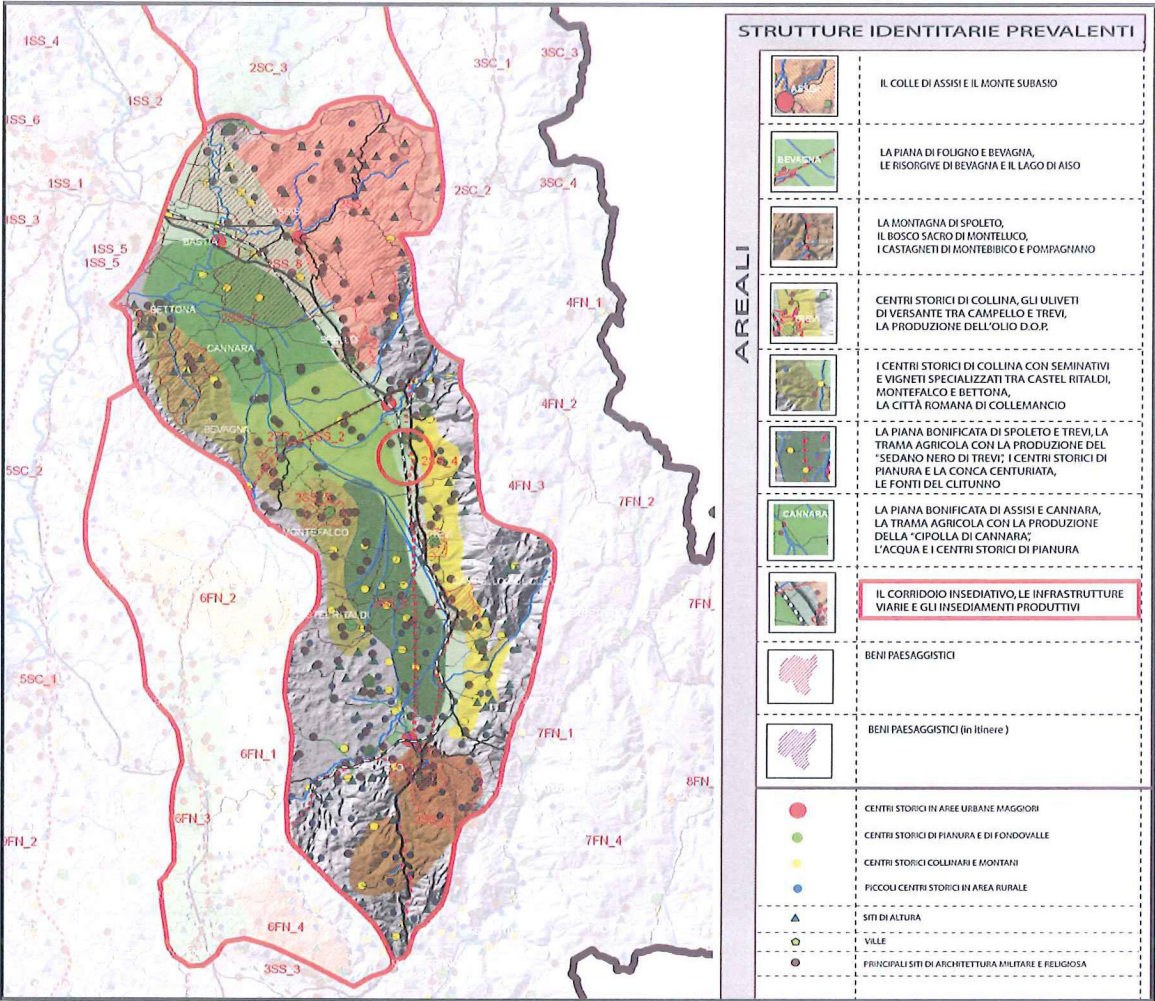 1SS_4
2SC_3
3SC_1
3SC_3
1SS_2
1SS_6
1SS_1
2SC_2
3SC_4
1SS_3
1SS_5
1SS_5
BASTIA
BETTONA
4FN_1
CANNARA
4FN_2
BEVAGNA
5SC_2
4FN_3
7FN_2
MONTEFALCO
6FN_2
7FN_
5SC_1
6FN_1
7FN_1
8FN_
6FN_3
7FN_4
6FN_4
3SS_3
STRUTTURE IDENTITARIE PREVALENTI
AREALI
IL COLLE DI ASSISI E IL MONTE SUBASIO
BEVAGNA
LA PIANA DI FOLIGNO E BEVAGNA,
LE RISORGIVE DI BEVAGNA E IL LAGO DI AISO
LA MONTAGNA DI SPOLETO,
IL BOSCO SACRO DI MONTELUCO,
I CASTAGNETI DI MONTEBIBICO E POMPAGNANO
CENTRI STORICI DI COLLINA, GLI ULIVETI
DI VERSANTE TRA CAMPELLO E TREVI,
LA PRODUZIONE DELL'OLIO D.O.P.
I CENTRI STORICI DI COLLINA CON SEMINATIVI
E VIGNETI SPECIALIZZATI TRA CASTEL RITALDI,
MONTEFALCO E BETTONA,
LA CITTÀ ROMANA DI COLLEMANCIO
LA PIANA BONIFICATA DI SPOLETO E TREVI, LA
TRAMA AGRICOLA CON LA PRODUZIONE DEL
"SEDANO NERO DI TREVI", I CENTRI STORICI DI
PIANURA E LA CONCA CENTURIATA,
LE FONTI DEL CLITUNNO
CANNARA
LA PIANA BONIFICATA DI ASSISI E CANNARA,
LA TRAMA AGRICOLA CON LA PRODUZIONE
DELLA "CIPOLLA DI CANNARA",
L'ACQUA E I CENTRI STORICI DI PIANURA
IL CORRIDOIO INSEDIATIVO, LE INFRASTRUTTURE
VIARIE E GLI INSEDIAMENTI PRODUTTIVI
BENI PAESAGGISTICI
BENI PAESAGGISTICI (in itinere )
CENTRI STORICI IN AREE URBANE MAGGIORI
CENTRI STORICI DI PIANURA E DI FONDOVALLE
CENTRI STORICI COLLINARI E MONTANI
PICCOLI CENTRI STORICI IN AREA RURALE
SITI DI ALTURA
VILLE
PRINCIPALI SITI DI ARCHITETTURA MILITARE E RELIGIOSA